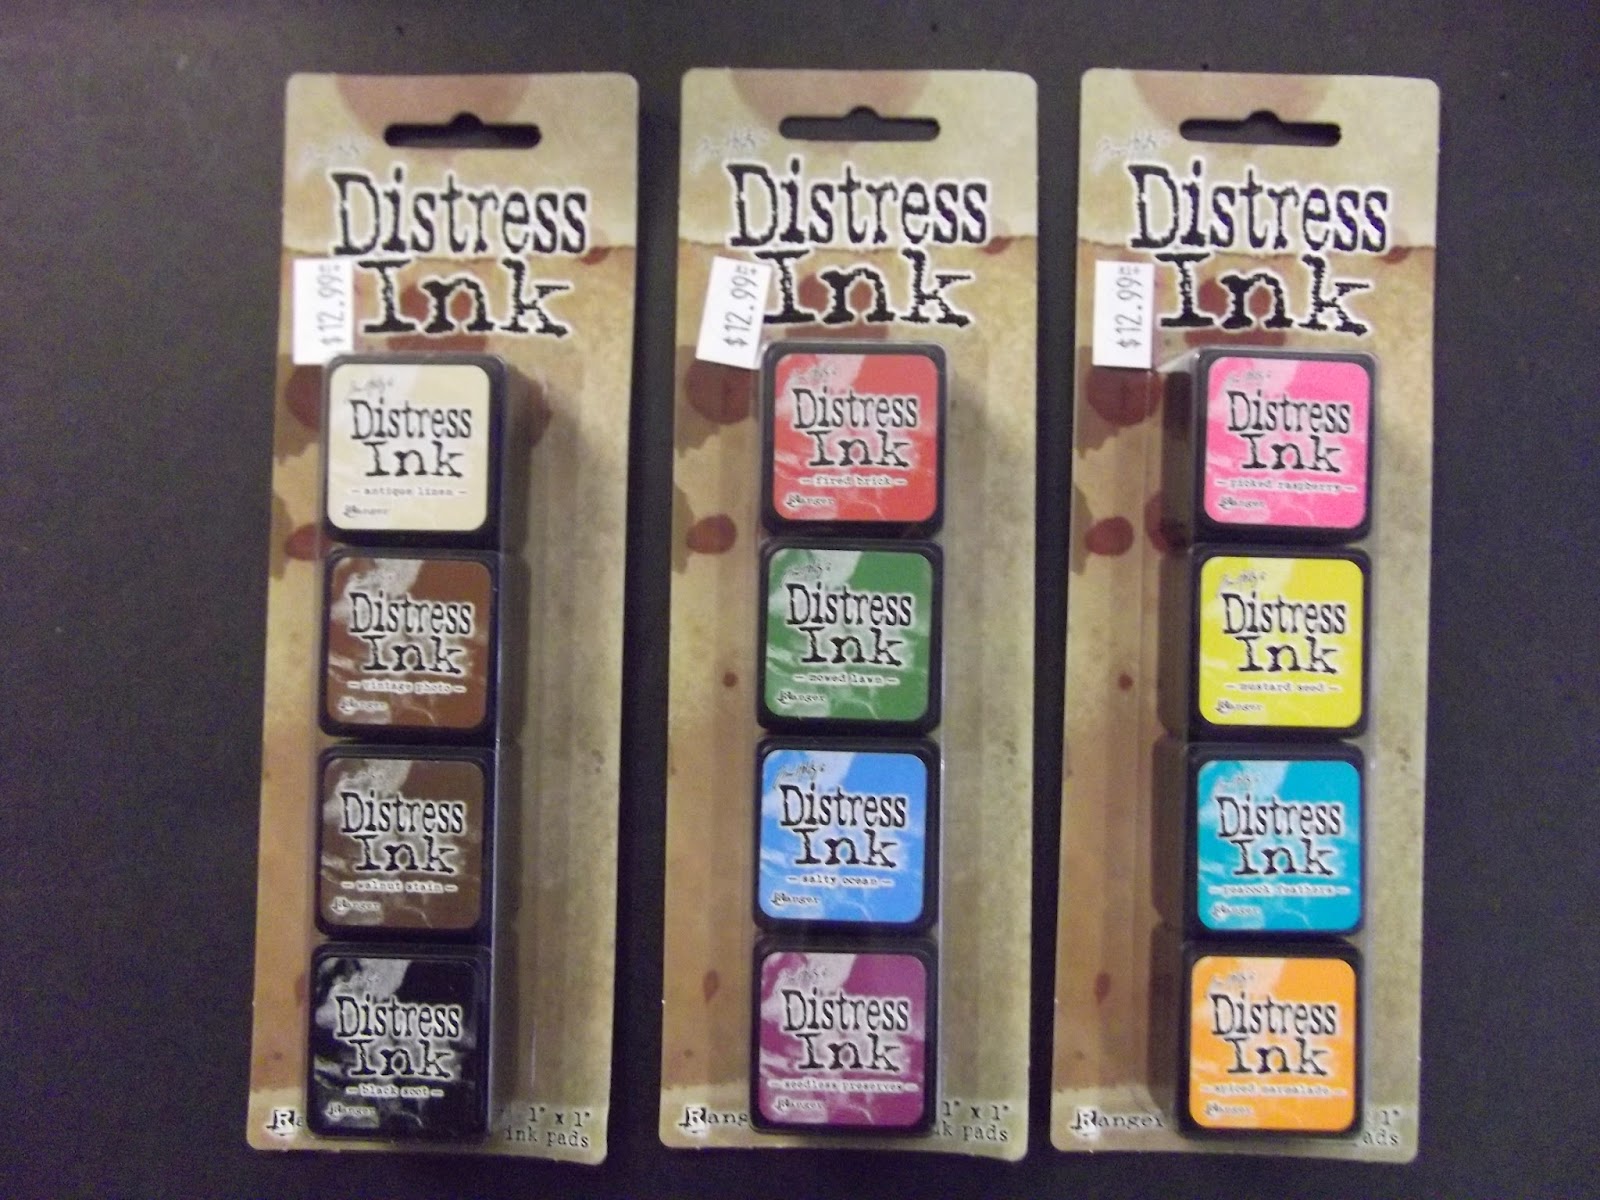 Distress
Ink
$12.99
Distress
Ink
antique linen
Ranger
Distress
Ink
vintage photo
Ranger
Distress
Ink
walnut stain
Ranger
Distress
Ink
black soot
Ranger
1" x 1"
ink pads
Distress
Ink
$12.99
Distress
Ink
fired brick
Ranger
Distress
Ink
mowed lawn
Ranger
Distress
Ink
salty ocean
Ranger
Distress
Ink
seedless preserves
Ranger
1" x 1"
pads
Distress
Ink
$12.99
Distress
Ink
picked raspberry
Ranger
Distress
Ink
mustard seed
Ranger
Distress
Ink
peacock feathers
Ranger
Distress
Ink
spiced marmalade
Ranger
Ranger
1"
pads